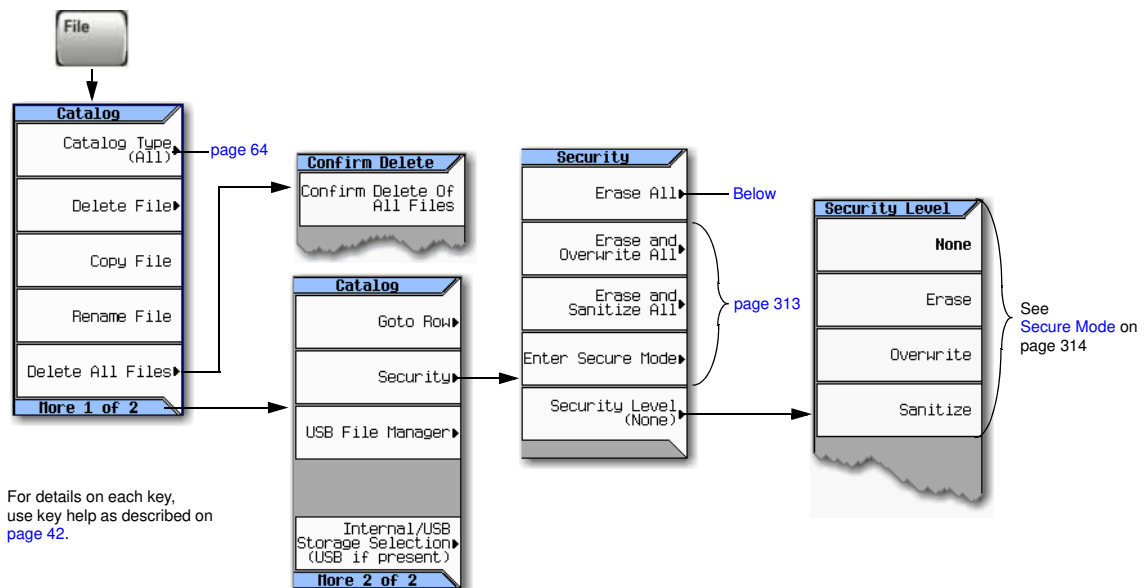 File
Catalog
Catalog Type
(All)
page 64
Delete File
Copy File
Rename File
Delete All Files
More 1 of 2
Confirm Delete
Confirm Delete Of
All Files
Catalog
Goto Row
Security
USB File Manager
Internal/USB
Storage Selection
(USB if present)
More 2 of 2
Security
Erase All
Below
Erase and
Overwrite All
Erase and
Sanitize All
page 313
Enter Secure Mode
Security Level
(None)
Security Level
None
Erase
Overwrite
Sanitize
See
Secure Mode on
page 314
For details on each key,
use key help as described on
page 42.